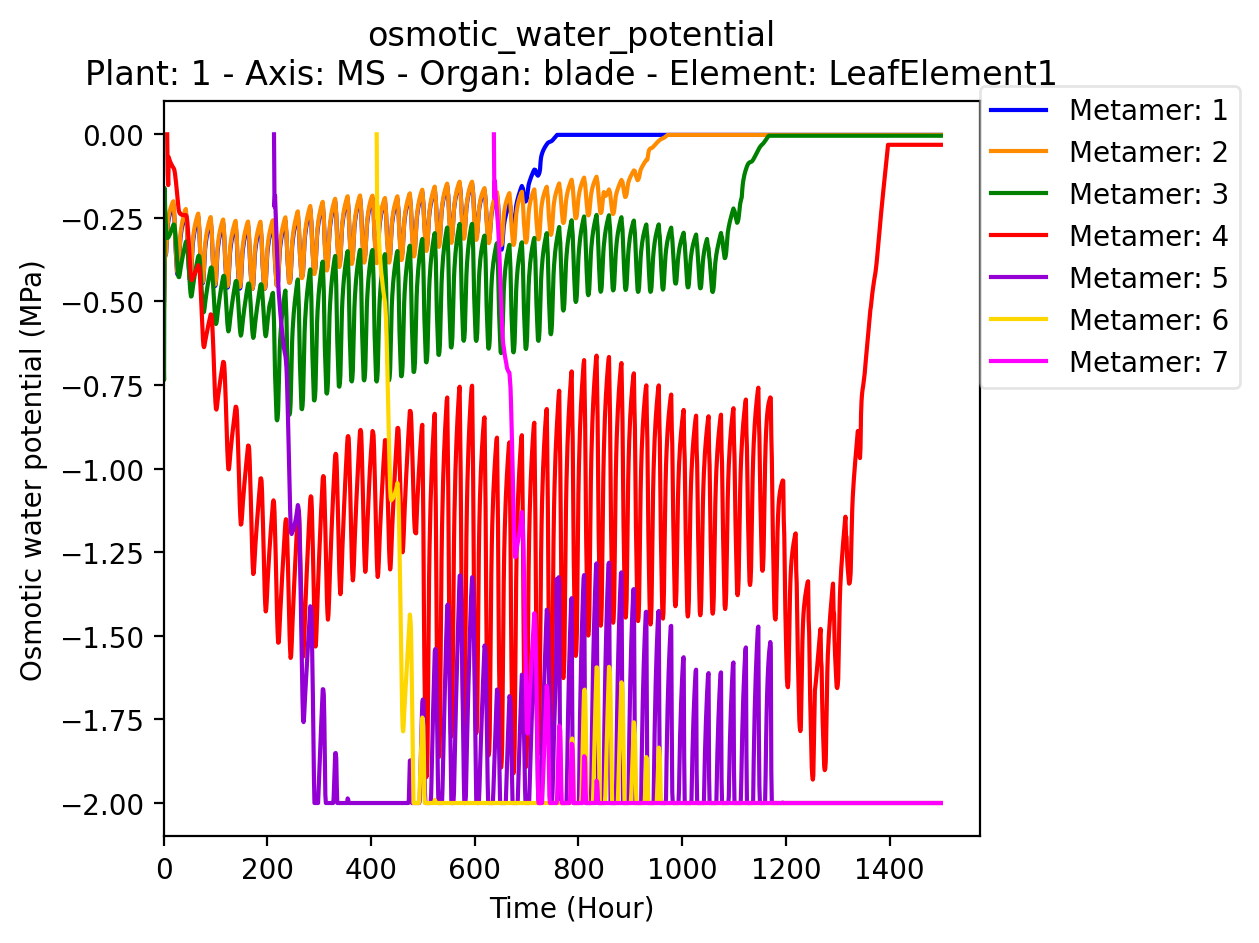 osmotic_water_potential
Plant: 1 - Axis: MS - Organ: blade - Element: LeafElement1
Metamer: 1
Metamer: 2
Metamer: 3
Metamer: 4
Metamer: 5
Metamer: 6
Metamer: 7
Osmotic water potential (MPa)
0.00
−0.25
−0.50
−0.75
−1.00
−1.25
−1.50
−1.75
−2.00
0 200 400 600 800 1000 1200 1400
Time (Hour)